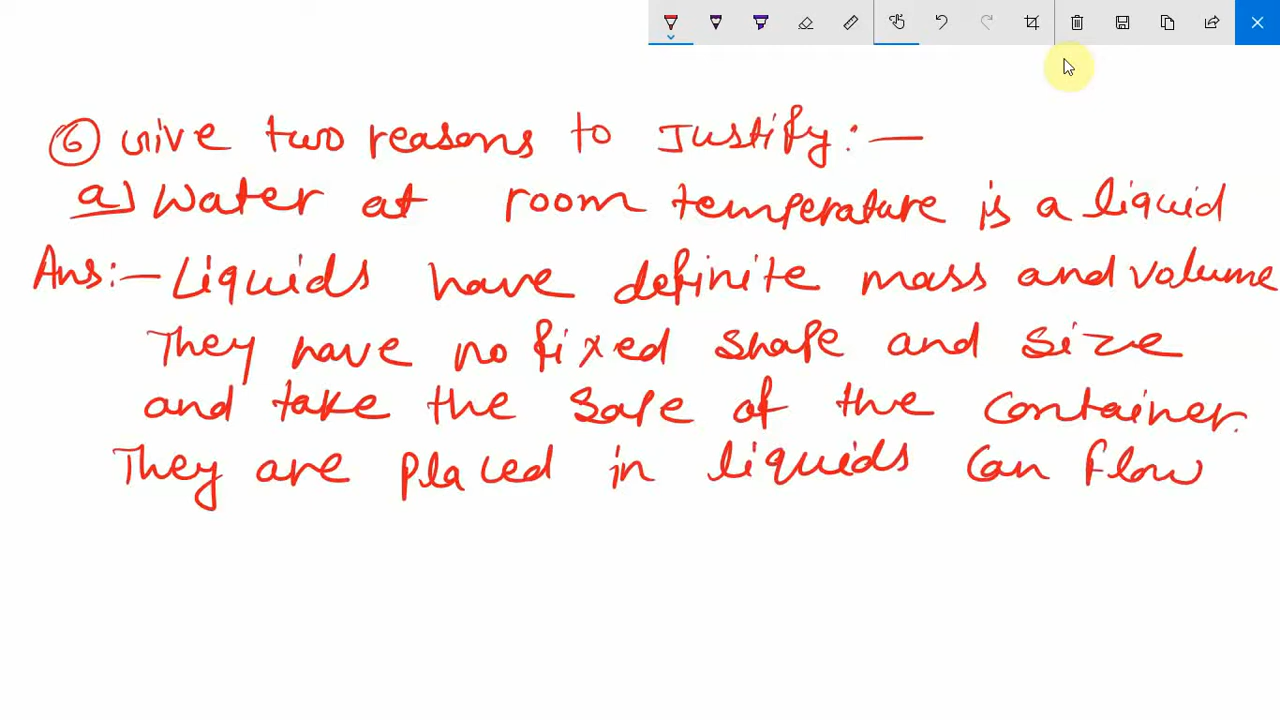 6 Give two reasons to Justify:—
a) Water at room temperature is a liquid
Ans:— Liquids have definite mass and volume
They have no fixed shape and size
and take the sape of the container.
They are placed in liquids can flow